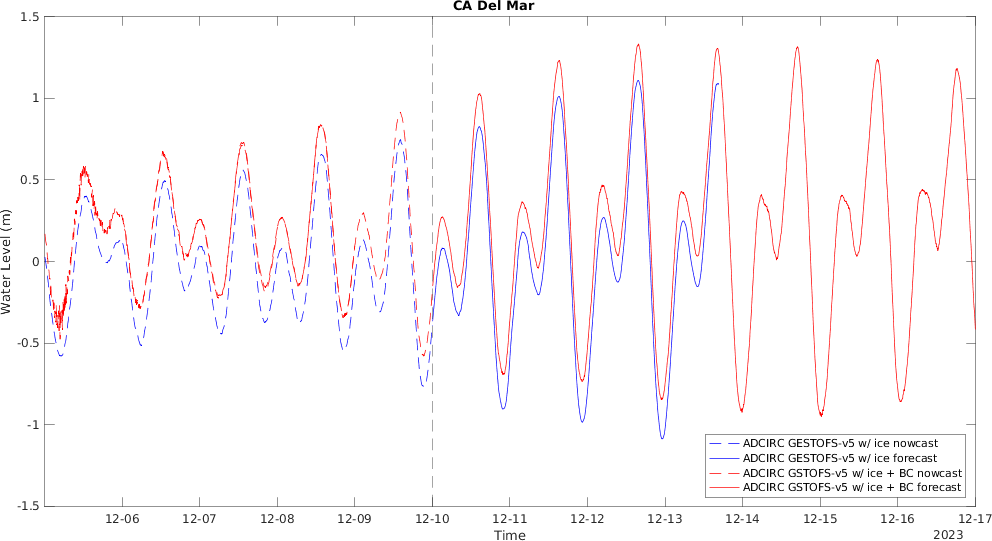 CA Del Mar
1.5
1
0.5
0
-0.5
-1
-1.5
Water Level (m)
12-06 12-07 12-08 12-09 12-10 12-11 12-12 12-13 12-14 12-15 12-16 12-17
Time
2023
ADCIRC GESTOFS-v5 w/ ice nowcast
ADCIRC GESTOFS-v5 w/ ice forecast
ADCIRC GSTOFS-v5 w/ ice + BC nowcast
ADCIRC GSTOFS-v5 w/ ice + BC forecast